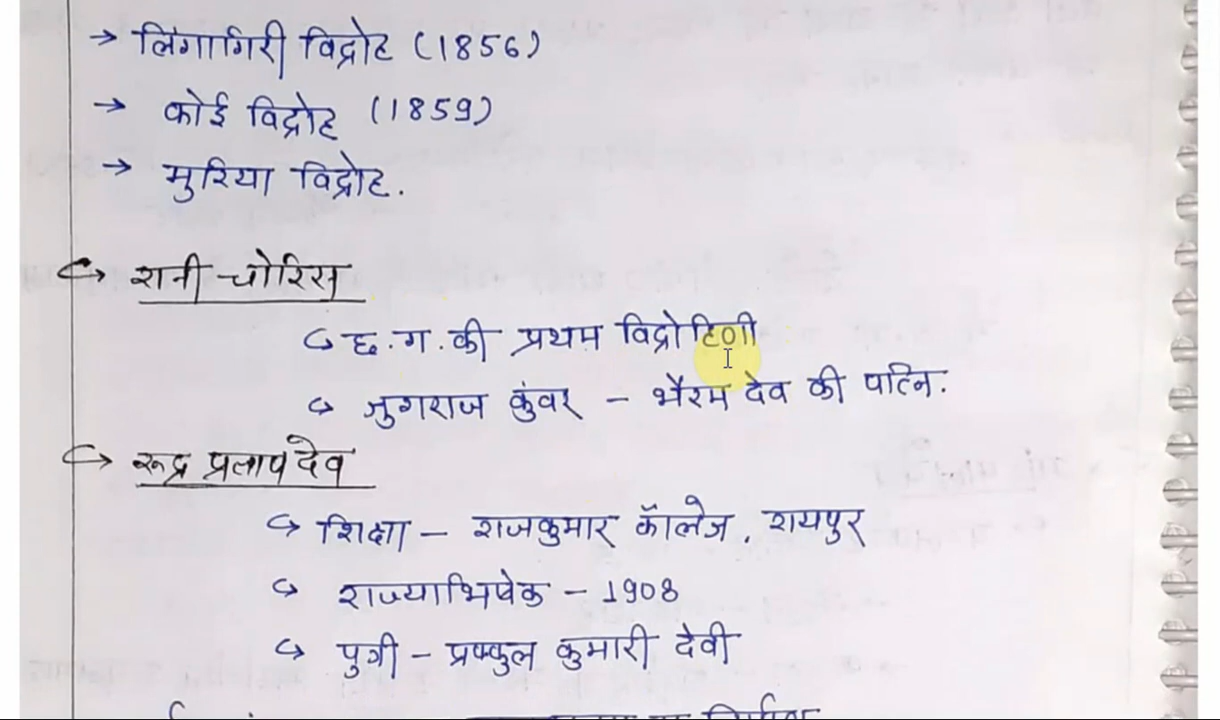 → लिंगागिरी विद्रोह (1856)
→ कोई विद्रोह (1859)
→ मुरिया विद्रोह.
↪ रानी-चोरिस
↪ छ.ग. की प्रथम विद्रोहिणी
↪ जुगराज कुंवर – भैरम देव की पत्नि.
↪ रुद्र प्रताप देव
↪ शिक्षा – राजकुमार कॉलेज, रायपुर
↪ राज्याभिषेक – 1908
↪ पुत्री – प्रफ्फुल कुमारी देवी